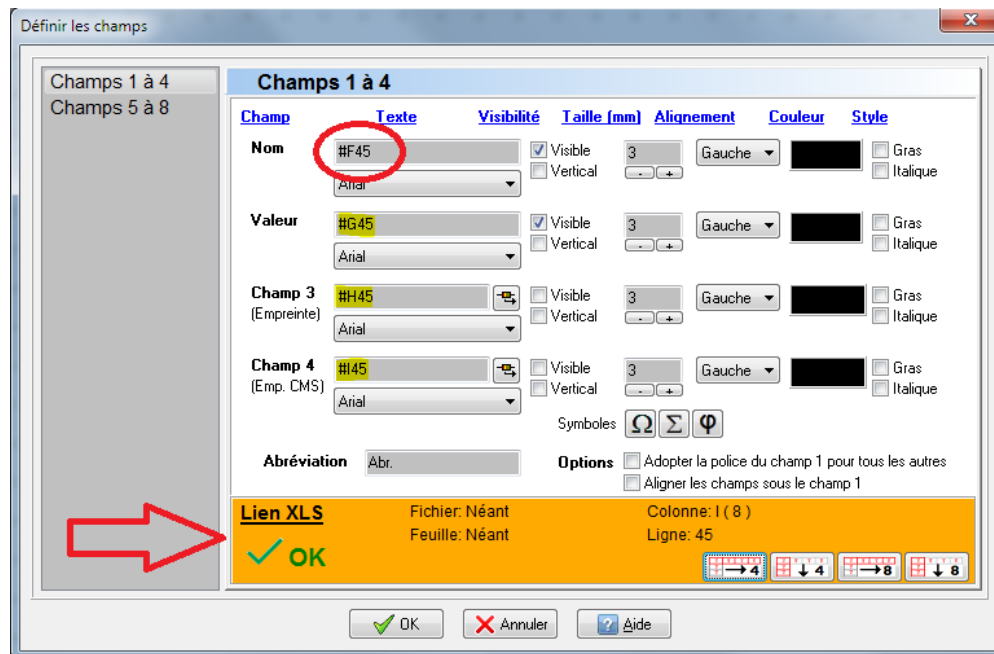 Définir les champs
Champs 1 à 4
Champs 5 à 8
Champs 1 à 4
Champ Texte Visibilité Taille (mm) Alignement Couleur Style
Nom #F45 Visible 3 Gauche Gras
Arial Vertical - + Italique
Valeur #G45 Visible 3 Gauche Gras
Arial Vertical - + Italique
Champ 3 #H45 Visible 3 Gauche Gras
(Empreinte) Arial Vertical - + Italique
Champ 4 #I45 Visible 3 Gauche Gras
(Emp. CMS) Arial Vertical - + Italique
Symboles Ω Σ φ
Abréviation Abr. Options Adopter la police du champ 1 pour tous les autres
Aligner les champs sous le champ 1
Lien XLS Fichier: Néant Colonne: I ( 8 )
Feuille: Néant Ligne: 45
OK →4 ↓4 →8 ↓8
OK Annuler ? Aide